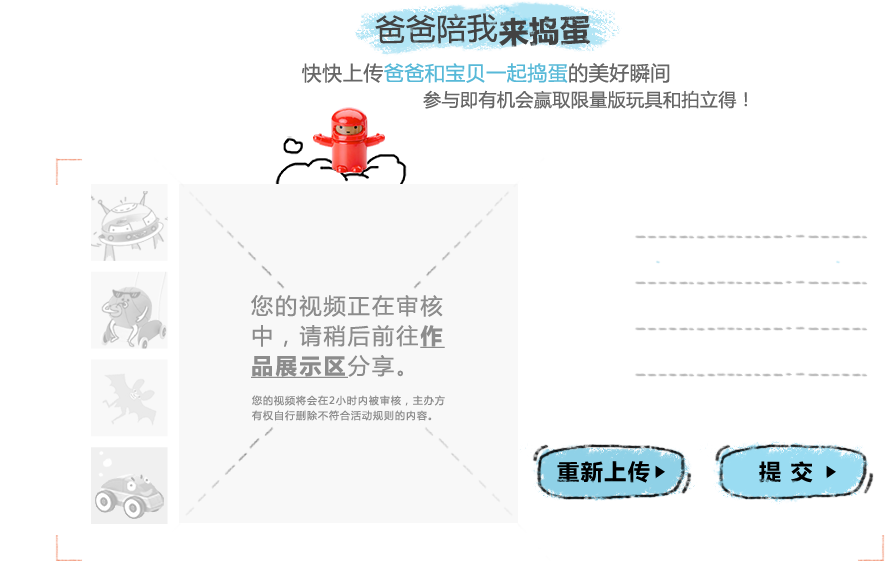 爸爸陪我来捣蛋
快快上传爸爸和宝贝一起捣蛋的美好瞬间
参与即有机会赢取限量版玩具和拍立得！
您的视频正在审核
中，请稍后前往作
品展示区分享。
您的视频将会在2小时内被审核，主办方
有权自行删除不符合活动规则的内容。
重新上传
提 交